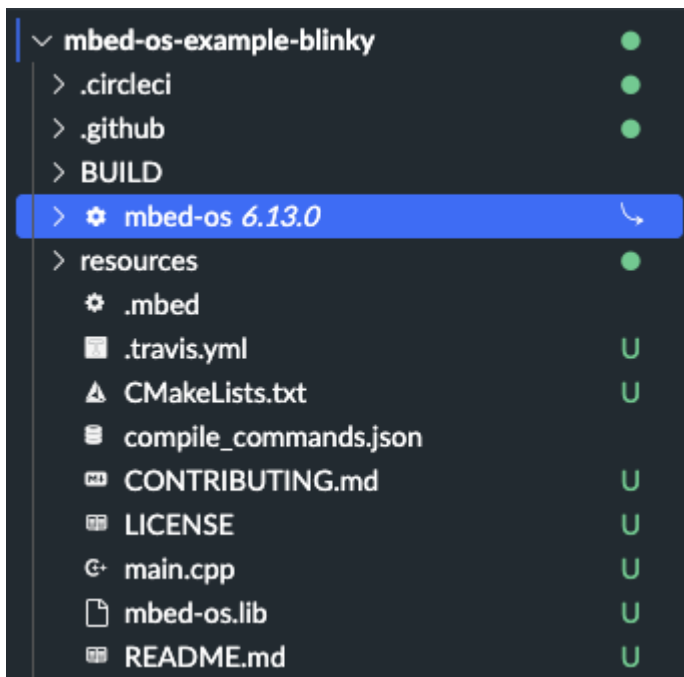 mbed-os-example-blinky
.circleci
.github
BUILD
mbed-os 6.13.0
resources
.mbed
.travis.yml U
CMakeLists.txt U
compile_commands.json
CONTRIBUTING.md U
LICENSE U
main.cpp U
mbed-os.lib U
README.md U